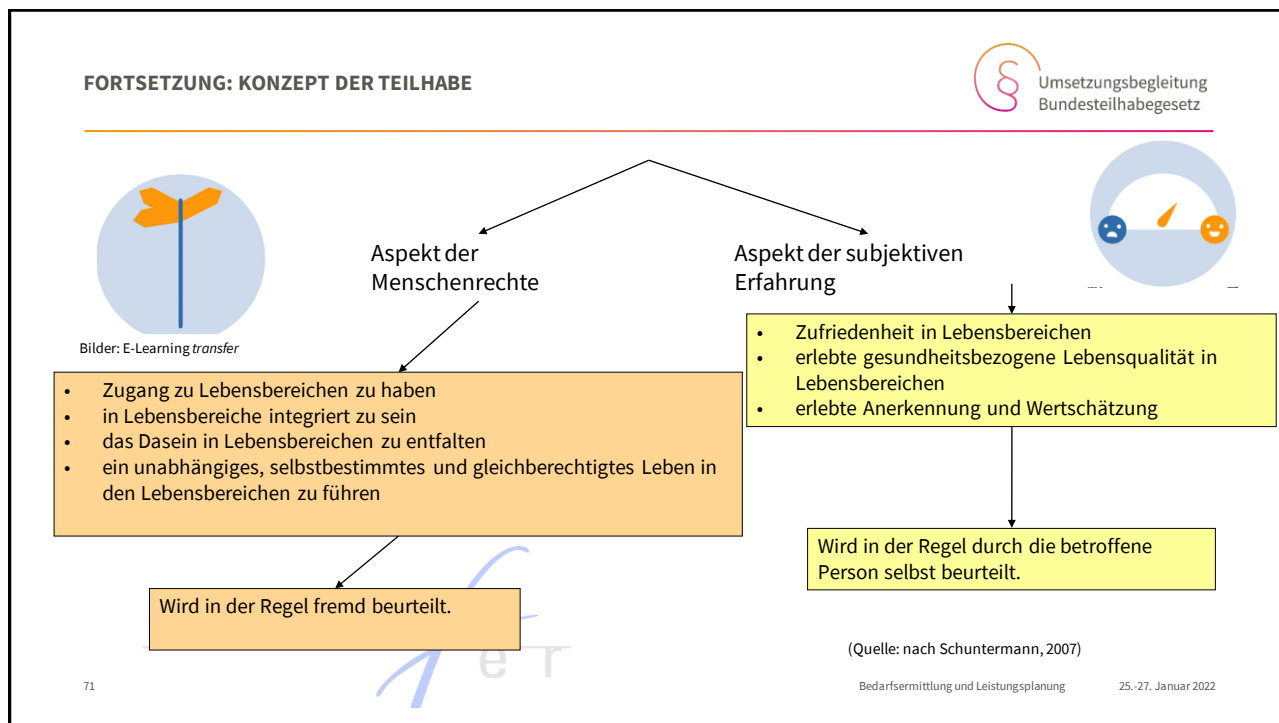 FORTSETZUNG: KONZEPT DER TEILHABE
Umsetzungsbegleitung
Bundesteilhabegesetz
Aspekt der
Menschenrechte
Aspekt der subjektiven
Erfahrung
Bilder: E-Learning transfer
• Zugang zu Lebensbereichen zu haben
• in Lebensbereiche integriert zu sein
• das Dasein in Lebensbereichen zu entfalten
• ein unabhängiges, selbstbestimmtes und gleichberechtigtes Leben in
den Lebensbereichen zu führen
• Zufriedenheit in Lebensbereichen
• erlebte gesundheitsbezogene Lebensqualität in
Lebensbereichen
• erlebte Anerkennung und Wertschätzung
Wird in der Regel fremd beurteilt.
Wird in der Regel durch die betroffene
Person selbst beurteilt.
e r
(Quelle: nach Schuntermann, 2007)
71
Bedarfsermittlung und Leistungsplanung
25.-27. Januar 2022